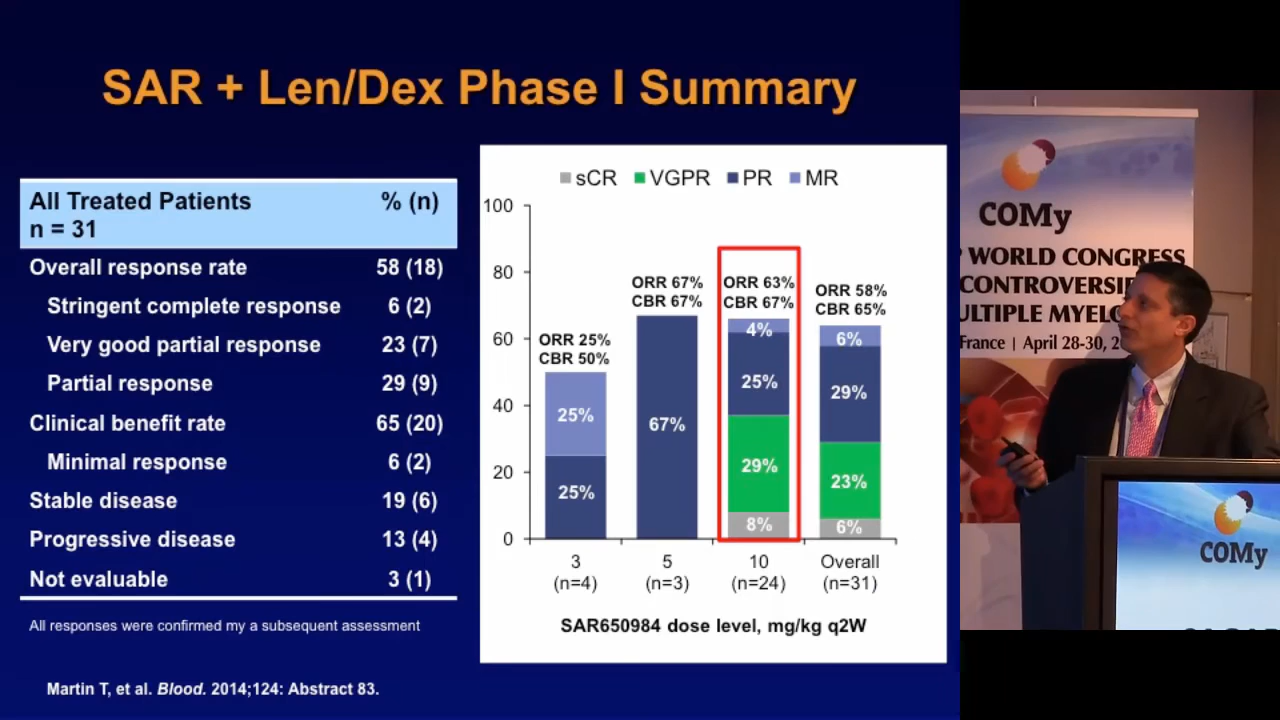 SAR + Len/Dex Phase I Summary
All Treated Patients % (n)
n = 31
Overall response rate 58 (18)
Stringent complete response 6 (2)
Very good partial response 23 (7)
Partial response 29 (9)
Clinical benefit rate 65 (20)
Minimal response 6 (2)
Stable disease 19 (6)
Progressive disease 13 (4)
Not evaluable 3 (1)
All responses were confirmed my a subsequent assessment
Martin T, et al. Blood. 2014;124: Abstract 83.
sCR VGPR PR MR
100
80
60
40
20
0
ORR 25%
CBR 50%
25%
25%
ORR 67%
CBR 67%
67%
ORR 63%
CBR 67%
4%
25%
29%
8%
ORR 58%
CBR 65%
6%
29%
23%
6%
3 5 10 Overall
(n=4) (n=3) (n=24) (n=31)
SAR650984 dose level, mg/kg q2W
COMy
WORLD CONGRESS
CONTROVERSI
ULTIPLE MYEL
France | April 28-30, 2
COMy